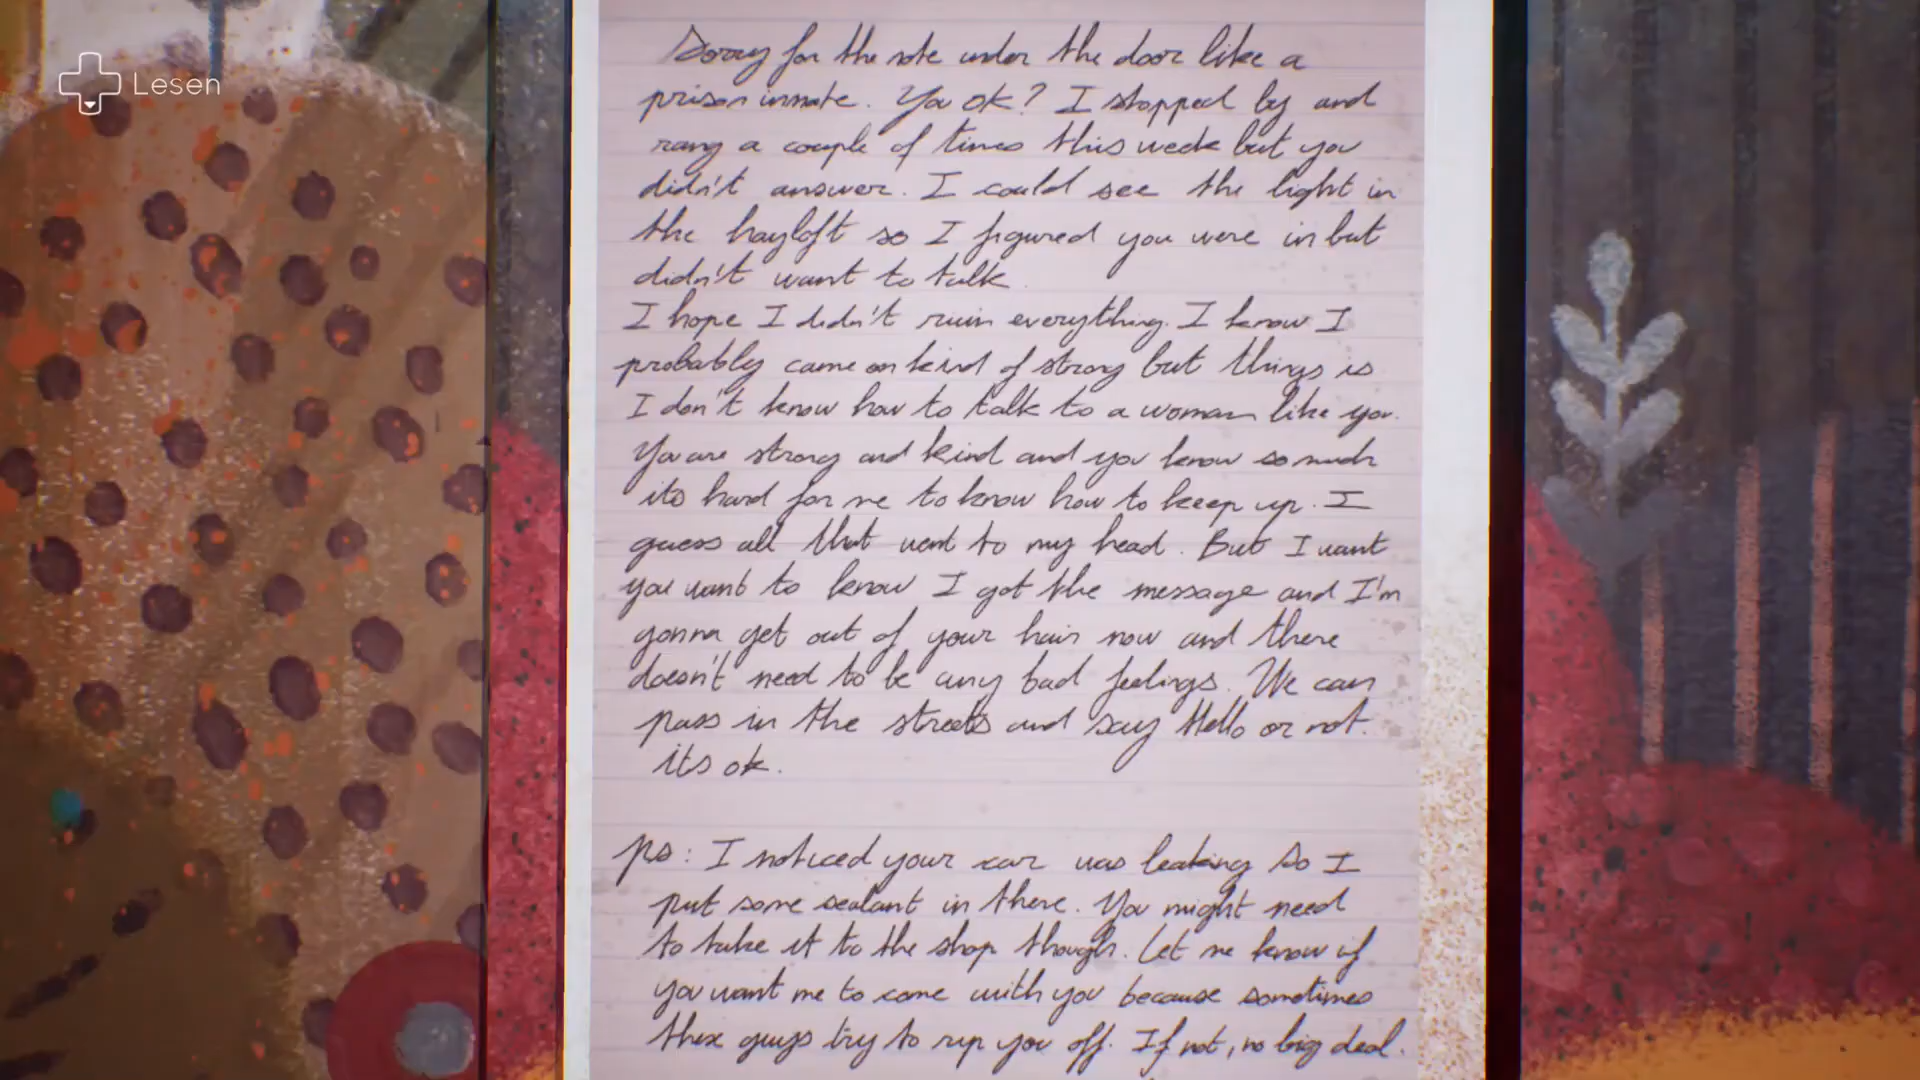 Lesen
Sorry for the note under the door like a
prison inmate. You ok? I stopped by and
rang a couple of times this week but you
didn't answer. I could see the light in
the hayloft so I figured you were in but
didn't want to talk.
I hope I didn't ruin everything. I know I
probably came on kind of strong but things is
I don't know how to talk to a woman like you.
You are strong and kind and you know so much
its hard for me to know how to keep up. I
guess all that went to my head. But I want
you want to know I got the message and I'm
gonna get out of your hair now and there
doesn't need to be any bad feelings. We can
pass in the streets and say Hello or not.
its ok.
ps: I noticed your car was leaking so I
put some sealant in there. You might need
to take it to the shop though. Let me know if
you want me to come with you because sometimes
these guys try to rip you off. If not, no big deal.